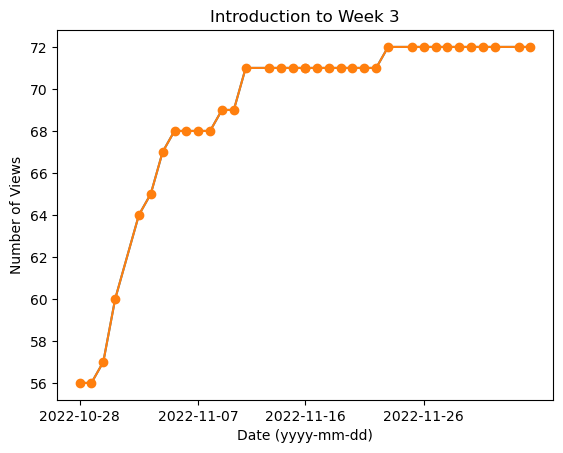 Introduction to Week 3
Number of Views
72
70
68
66
64
62
60
58
56
2022-10-28 2022-11-07 2022-11-16 2022-11-26
Date (yyyy-mm-dd)